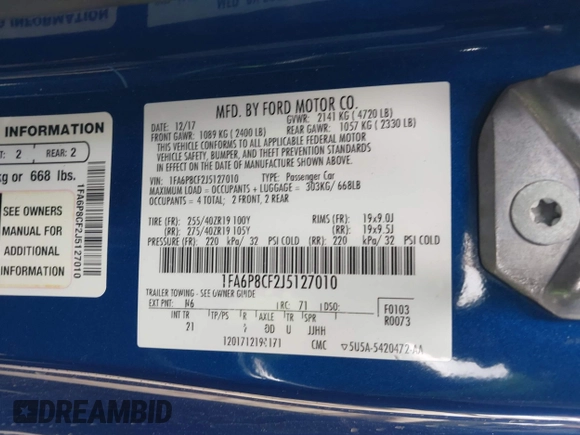 INFORMATION
2 REAR: 2
kg or 668 lbs.
SEE OWNERS
MANUAL FOR
ADDITIONAL
INFORMATION
1FA6P8CF2J5127010
MFD. BY FORD MOTOR CO.
DATE: 12/17 GVWR: 2141 KG ( 4720 LB)
FRONT GAWR: 1089 KG ( 2400 LB) REAR GAWR: 1057 KG ( 2330 LB)
THIS VEHICLE CONFORMS TO ALL APPLICABLE FEDERAL MOTOR
VEHICLE SAFETY, BUMPER, AND THEFT PREVENTION STANDARDS
IN EFFECT ON THE DATE OF MANUFACTURE SHOWN ABOVE.
VIN: 1FA6P8CF2J5127010 TYPE: Passenger Car
MAXIMUM LOAD = OCCUPANTS + LUGGAGE = 303KG/ 668LB
OCCUPANTS = 4 TOTAL; 2 FRONT, 2 REAR
TIRE (FR): 255/40ZR19 100Y RIMS (FR): 19x9.0J
(RR): 275/40ZR19 105Y (RR): 19x9.5J
PRESSURE (FR): 220 kPa/ 32 PSI COLD (RR): 220 kPa/ 32 PSI COLD
1FA6P8CF2J5127010
TRAILER TOWING - SEE OWNER GUIDE
EXT PNT: N6 RC: 71 DSO: F0103
R0073
INT TR TP/PS R AXLE TR SPR
21 U JJHH
CMC 5U5A-5420472-AA
DREAMBID